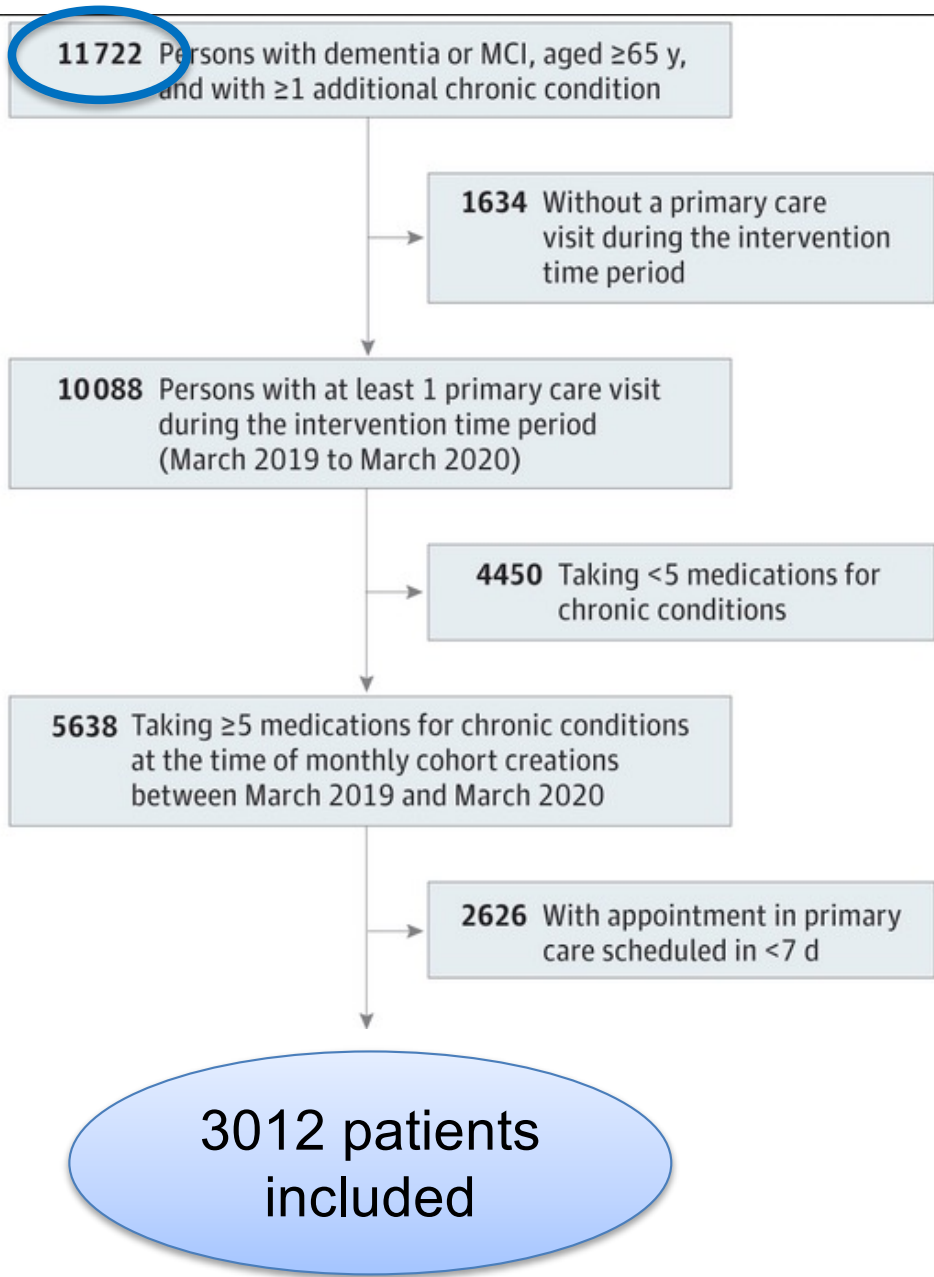 11722 Persons with dementia or MCI, aged ≥65 y,
and with ≥1 additional chronic condition
1634 Without a primary care
visit during the intervention
time period
10088 Persons with at least 1 primary care visit
during the intervention time period
(March 2019 to March 2020)
4450 Taking <5 medications for
chronic conditions
5638 Taking ≥5 medications for chronic conditions
at the time of monthly cohort creations
between March 2019 and March 2020
2626 With appointment in primary
care scheduled in <7 d
3012 patients
included